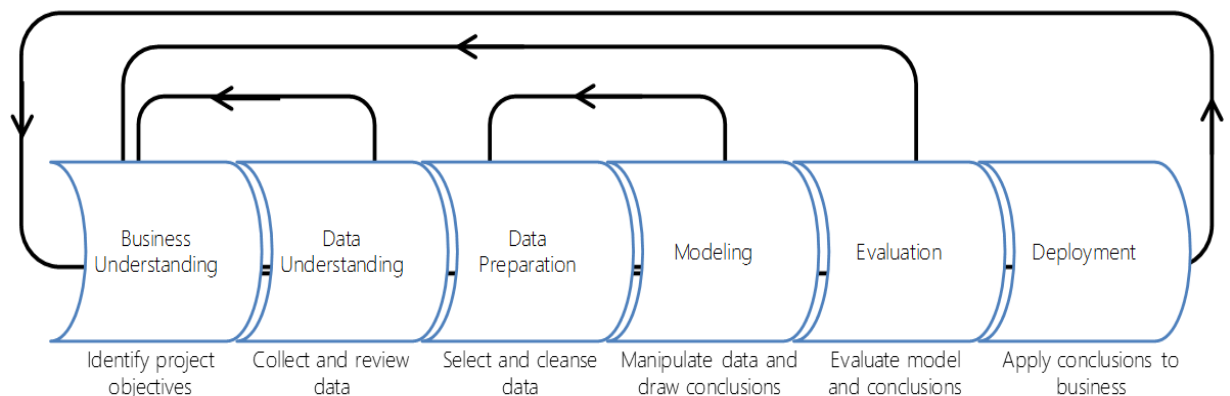 Business
Understanding
Data
Understanding
Data
Preparation
Modeling
Evaluation
Deployment
Identify project
objectives
Collect and review
data
Select and cleanse
data
Manipulate data and
draw conclusions
Evaluate model
and conclusions
Apply conclusions to
business